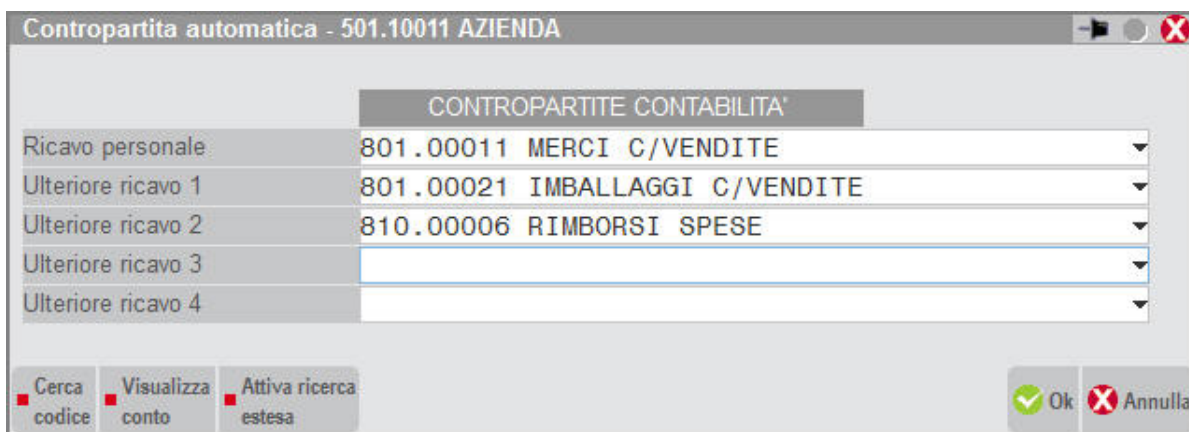 Contropartita automatica - 501.10011 AZIENDA
CONTROPARTITE CONTABILITA'
Ricavo personale 801.00011 MERCI C/VENDITE
Ulteriore ricavo 1 801.00021 IMBALLAGGI C/VENDITE
Ulteriore ricavo 2 810.00006 RIMBORSI SPESE
Ulteriore ricavo 3
Ulteriore ricavo 4
Cerca codice Visualizza conto Attiva ricerca estesa Ok Annulla